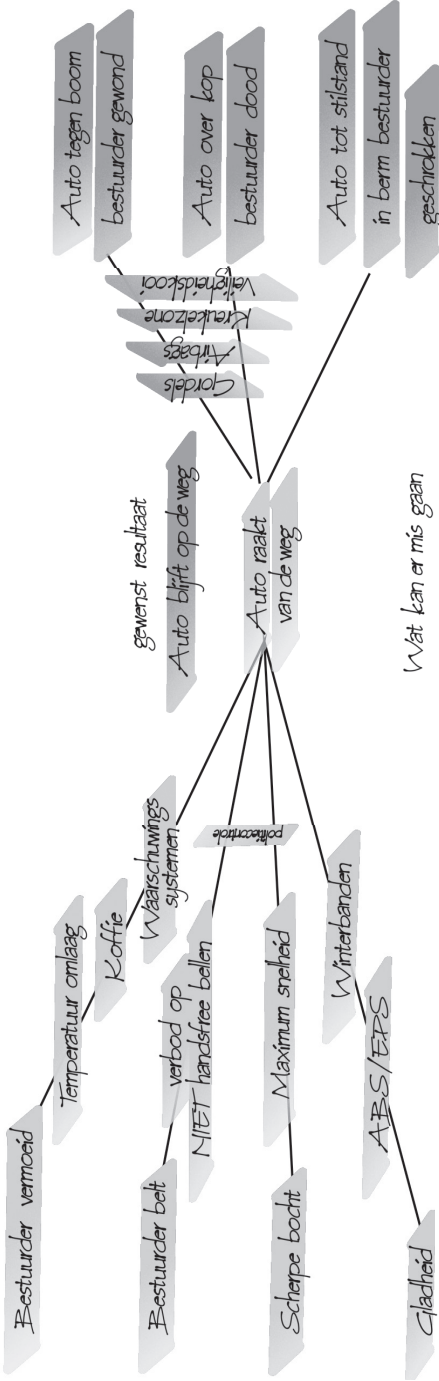 Bestuurder vermoeid
Temperatuur omlaag
Koffie
Waarschuwings
systemen
Bestuurder belt
verbod op
NIET handsfree bellen
politiecontrole
Scherpe bocht
Maximum snelheid
Gladheid
ABS/EPS
Winterbanden
gewenst resultaat
Auto blijft op de weg
Auto raakt
van de weg
Wat kan er mis gaan
Gordels
Airbags
Kreukelzone
Veiligheidskooi
Auto tegen boom
bestuurder gewond
Auto over kop
bestuurder dood
Auto tot stilstand
in berm bestuurder
geschrokken